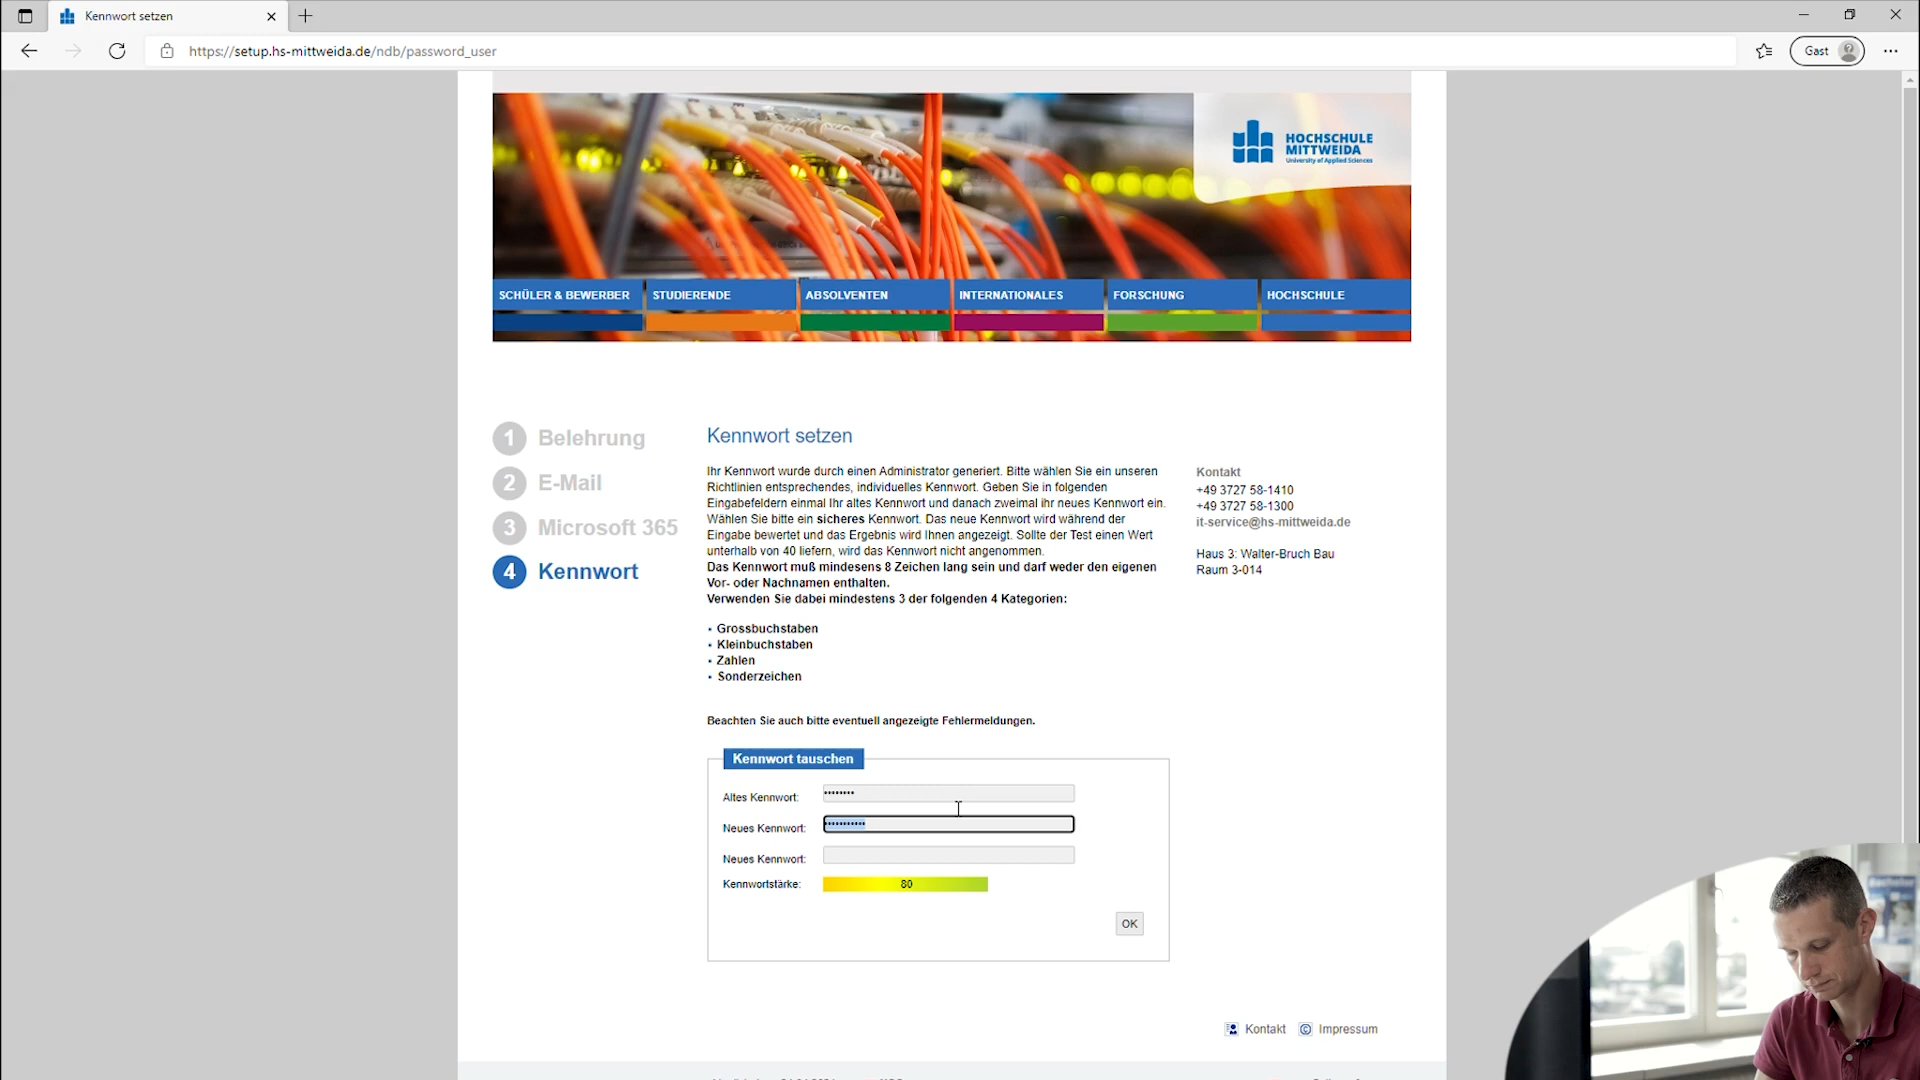 Kennwort setzen
https://setup.hs-mittweida.de/ndb/password_user
Gast
HOCHSCHULE
MITTWEIDA
University of Applied Sciences
SCHÜLER & BEWERBER
STUDIERENDE
ABSOLVENTEN
INTERNATIONALES
FORSCHUNG
HOCHSCHULE
1 Belehrung
2 E-Mail
3 Microsoft 365
4 Kennwort
Kennwort setzen
Ihr Kennwort wurde durch einen Administrator generiert. Bitte wählen Sie ein unseren
Richtlinien entsprechendes, individuelles Kennwort. Geben Sie in folgenden
Eingabefeldern einmal Ihr altes Kennwort und danach zweimal ihr neues Kennwort ein.
Wählen Sie bitte ein sicheres Kennwort. Das neue Kennwort wird während der
Eingabe bewertet und das Ergebnis wird Ihnen angezeigt. Sollte der Test einen Wert
unterhalb von 40 liefern, wird das Kennwort nicht angenommen.
Das Kennwort muß mindesens 8 Zeichen lang sein und darf weder den eigenen
Vor- oder Nachnamen enthalten.
Verwenden Sie dabei mindestens 3 der folgenden 4 Kategorien:
• Grossbuchstaben
• Kleinbuchstaben
• Zahlen
• Sonderzeichen
Beachten Sie auch bitte eventuell angezeigte Fehlermeldungen.
Kennwort tauschen
Altes Kennwort: ••••••••
Neues Kennwort: •••••••••••
Neues Kennwort:
Kennwortstärke: 80
OK
Kontakt
+49 3727 58-1410
+49 3727 58-1300
it-service@hs-mittweida.de
Haus 3: Walter-Bruch Bau
Raum 3-014
Kontakt
Impressum